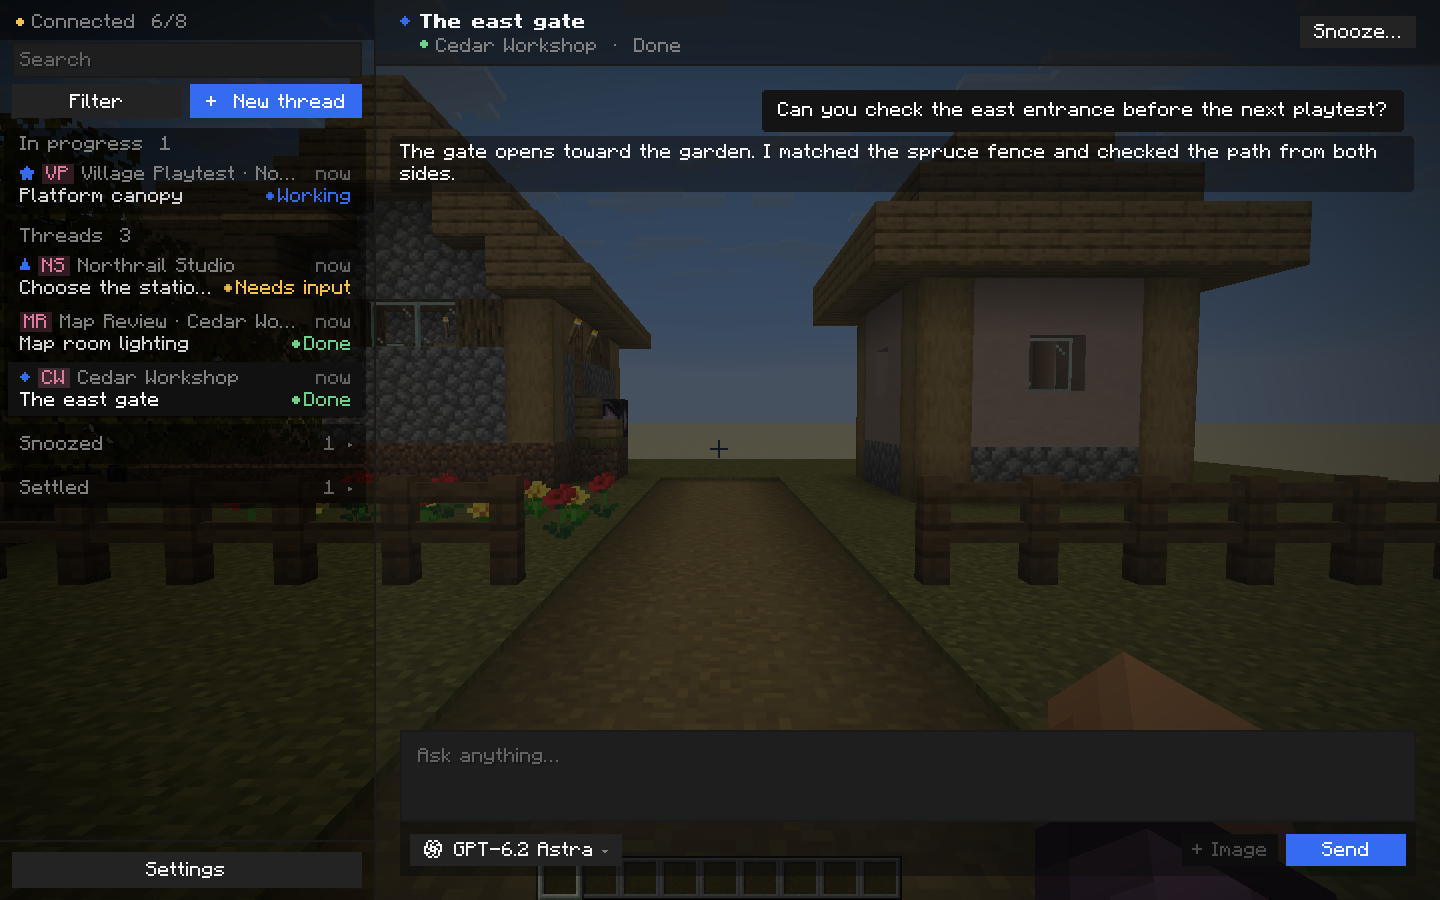 Connected 6/8
Search
Filter
+ New thread
In progress 1
VP Village Playtest · No... now
Platform canopy Working
Threads 3
NS Northrail Studio now
Choose the statio... Needs input
MR Map Review · Cedar Wo... now
Map room lighting Done
CW Cedar Workshop now
The east gate Done
Snoozed 1
Settled 1
Settings
The east gate
Cedar Workshop · Done
Snooze...
Can you check the east entrance before the next playtest?
The gate opens toward the garden. I matched the spruce fence and checked the path from both
sides.
Ask anything...
GPT-6.2 Astra
+ Image
Send